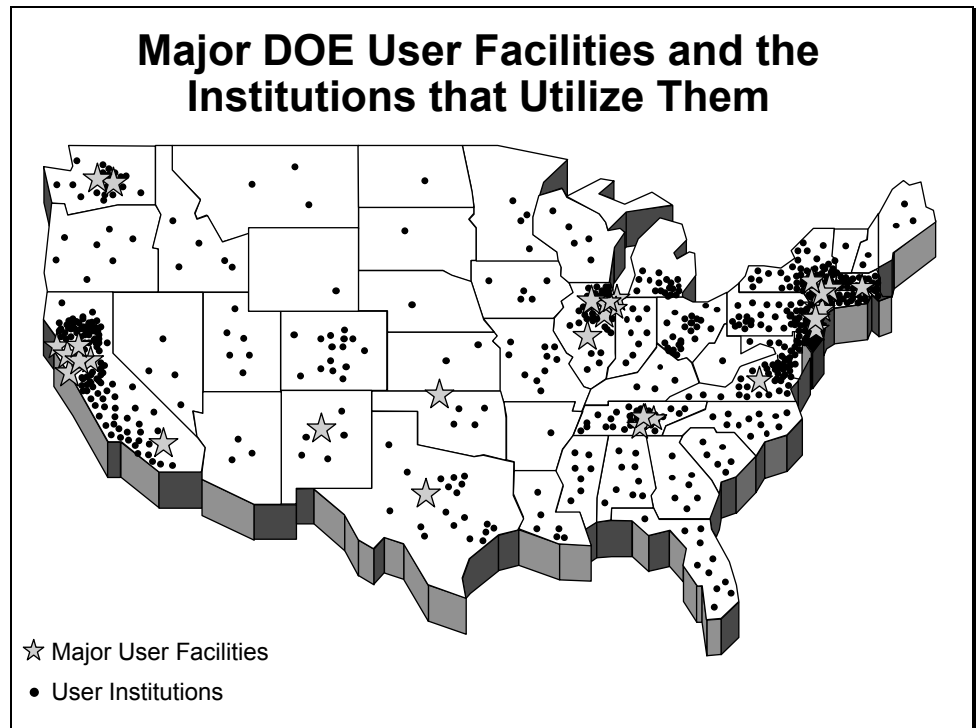 Major DOE User Facilities and the
Institutions that Utilize Them
Major User Facilities
User Institutions